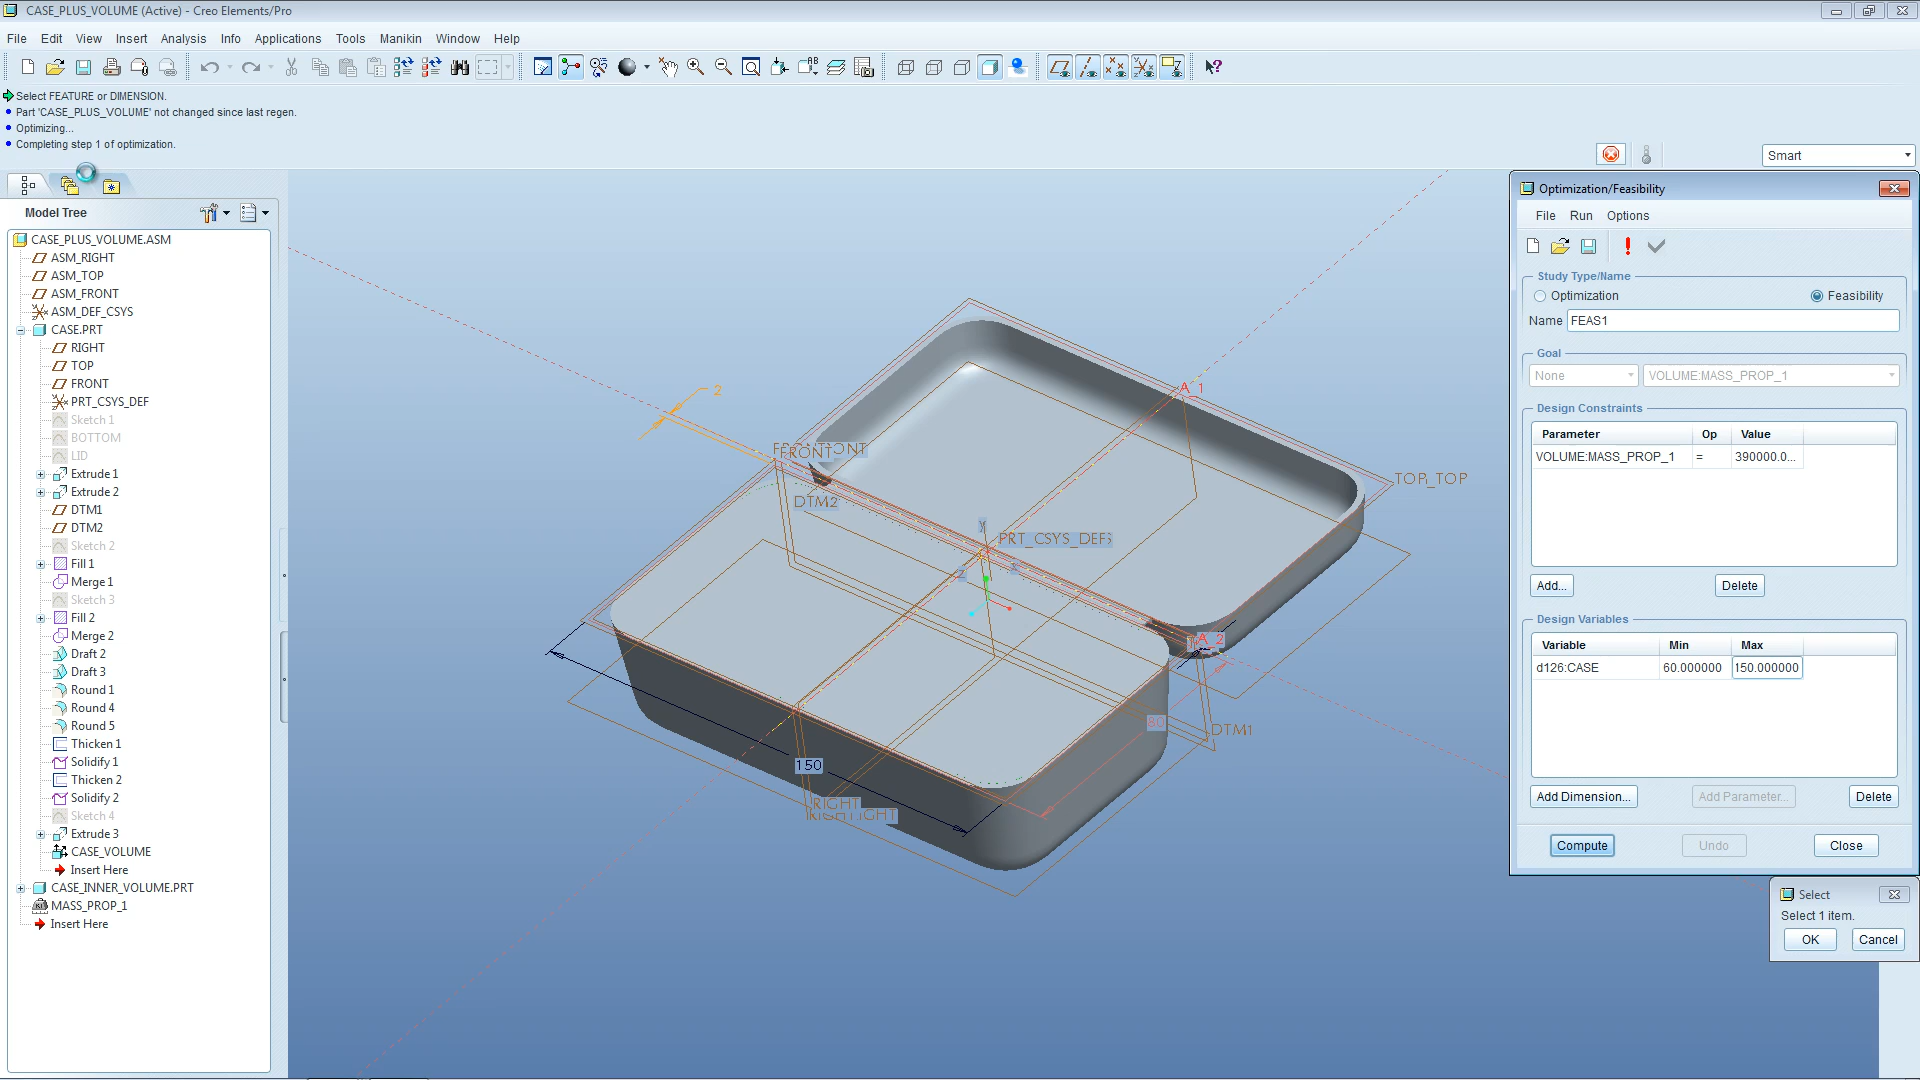 CASE_PLUS_VOLUME (Active) - Creo Elements/Pro
File Edit View Insert Analysis Info Applications Tools Manikin Window Help
Select FEATURE or DIMENSION.
Part 'CASE_PLUS_VOLUME' not changed since last regen.
Optimizing...
Completing step 1 of optimization.
Smart
Model Tree
CASE_PLUS_VOLUME.ASM
ASM_RIGHT
ASM_TOP
ASM_FRONT
ASM_DEF_CSYS
CASE.PRT
RIGHT
TOP
FRONT
PRT_CSYS_DEF
Sketch 1
BOTTOM
LID
Extrude 1
Extrude 2
DTM1
DTM2
Sketch 2
Fill 1
Merge 1
Sketch 3
Fill 2
Merge 2
Draft 2
Draft 3
Round 1
Round 4
Round 5
Thicken 1
Solidify 1
Thicken 2
Solidify 2
Sketch 4
Extrude 3
CASE_VOLUME
Insert Here
CASE_INNER_VOLUME.PRT
MASS_PROP_1
Insert Here
2
A_1
FRONT
TOP_TOP
DTM2
Y
PRT_CSYS_DEF
Z
X
A_2
80
DTM1
150
RIGHT
Optimization/Feasibility
File Run Options
Study Type/Name
Optimization Feasibility
Name FEAS1
Goal
None VOLUME:MASS_PROP_1
Design Constraints
Parameter Op Value
VOLUME:MASS_PROP_1 = 390000.0...
Add... Delete
Design Variables
Variable Min Max
d126:CASE 60.000000 150.000000
Add Dimension... Add Parameter... Delete
Compute Undo Close
Select
Select 1 item.
OK Cancel